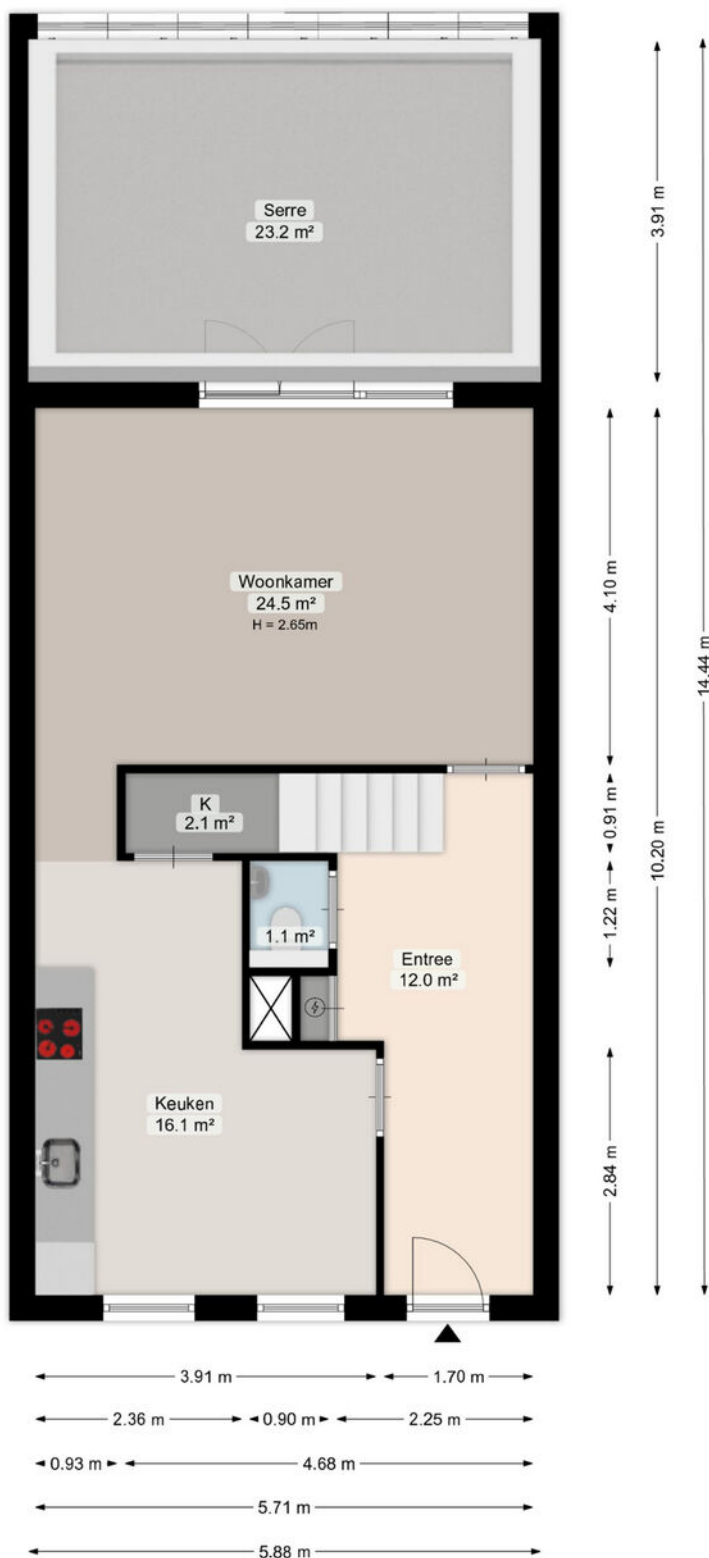 Serre
23.2 m²
3.91 m
14.44 m
Woonkamer
24.5 m²
H = 2.65m
4.10 m
10.20 m
K
2.1 m²
0.91 m
1.22 m
1.1 m²
Entree
12.0 m²
Keuken
16.1 m²
2.84 m
3.91 m
1.70 m
2.36 m
0.90 m
2.25 m
0.93 m
4.68 m
5.71 m
5.88 m